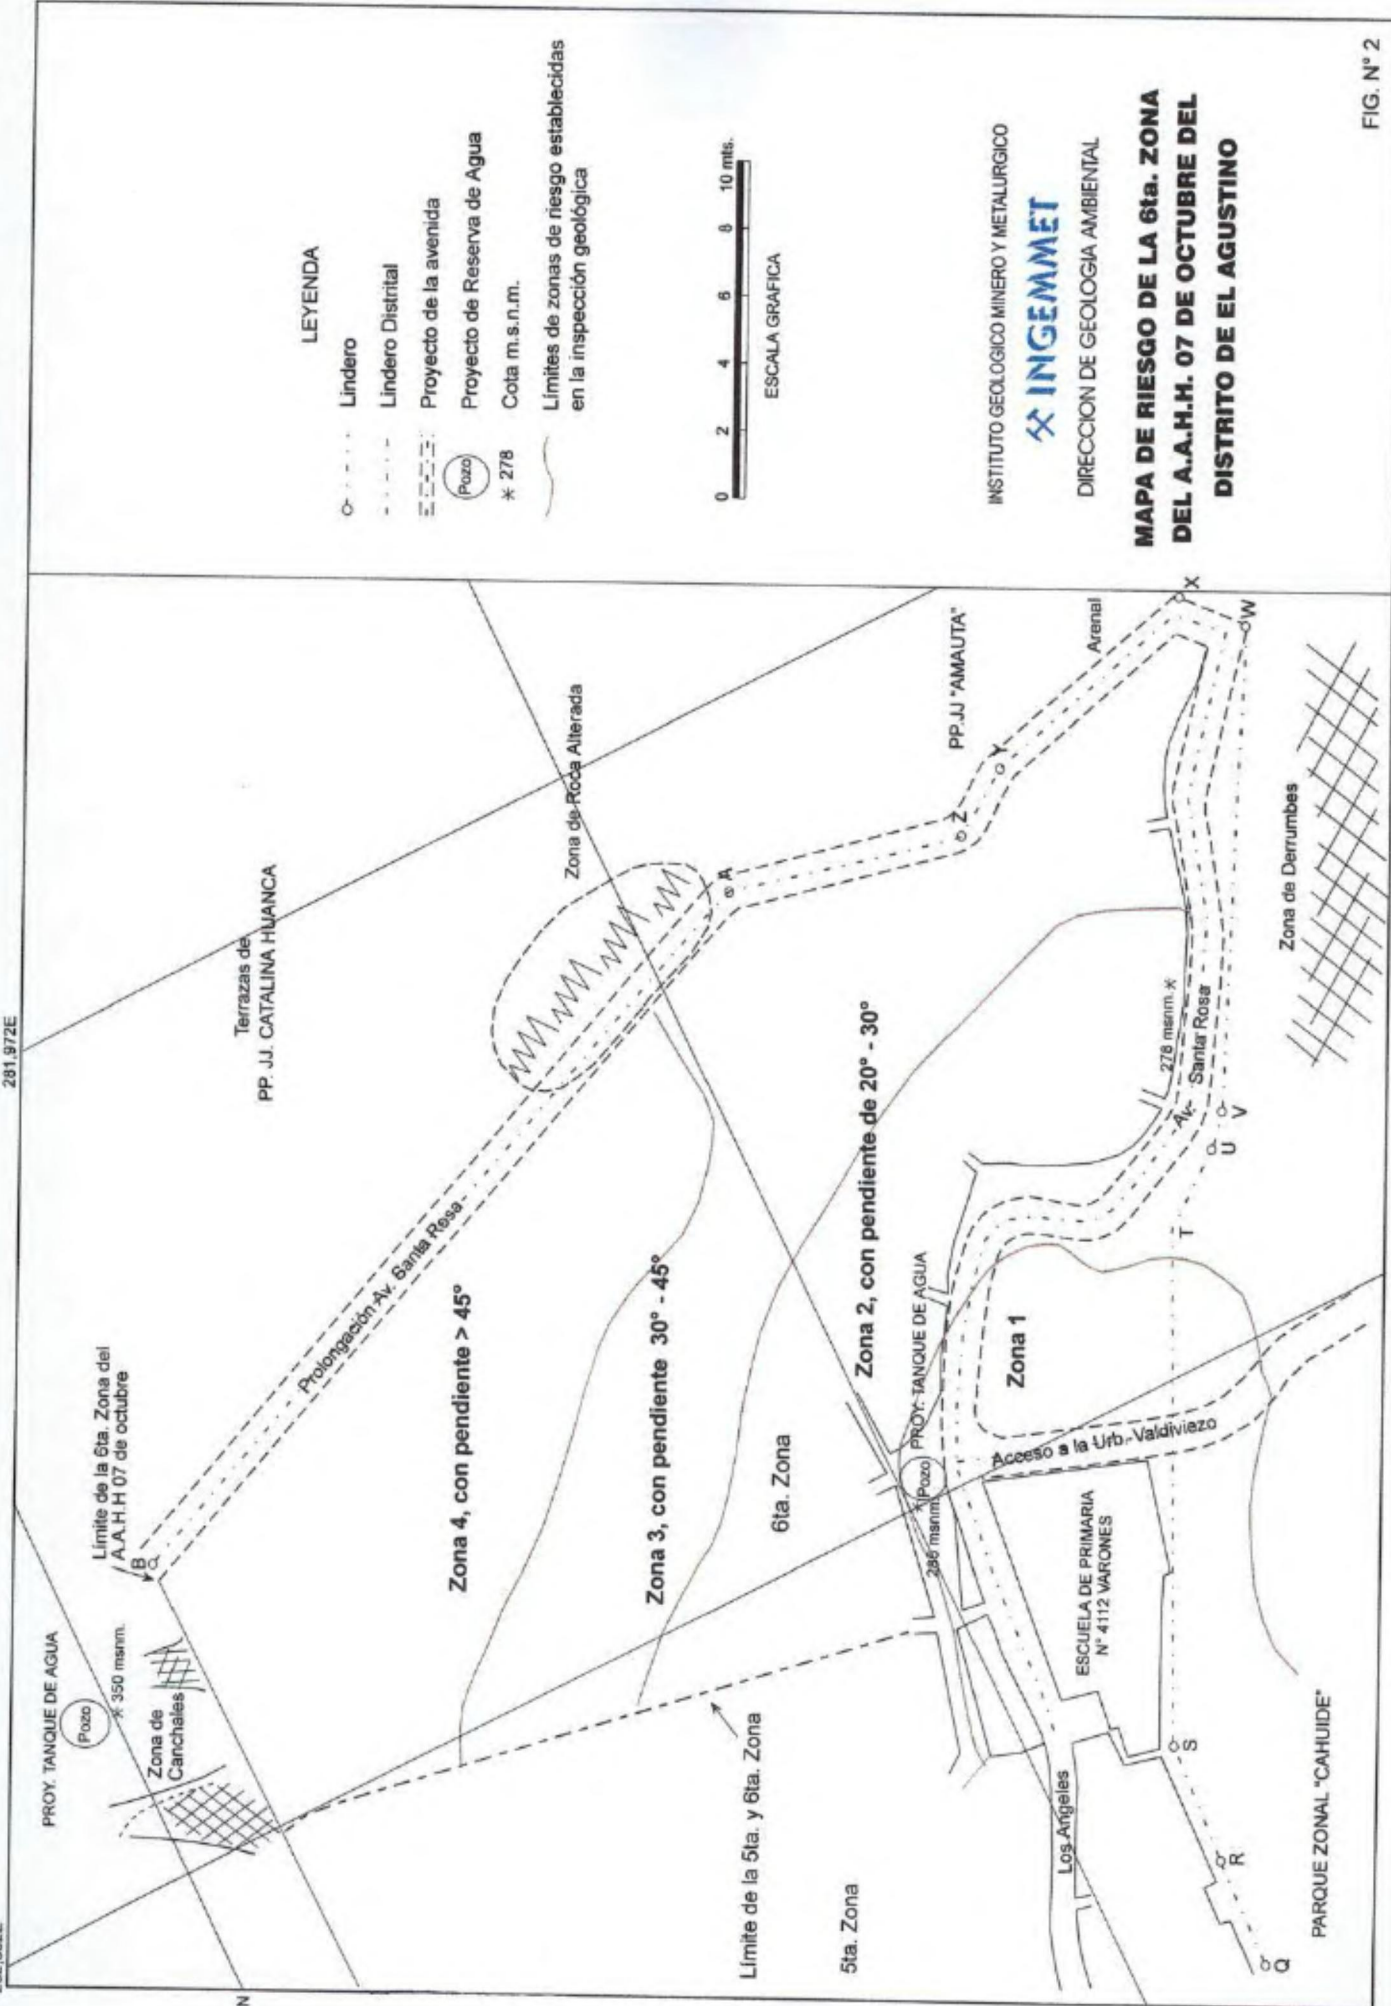 281,972E
PROY. TANQUE DE AGUA
Pozo
* 350 msnm.
Zona de
Canchales
Límite de la 6ta. Zona del
A.A.H.H 07 de octubre
B
Terrazas de
PP. JJ. CATALINA HUANCA
Prolongación Av. Santa Rosa
Zona de Roca Alterada
A
Zona 4, con pendiente > 45°
Zona 3, con pendiente 30° - 45°
6ta. Zona
Zona 2, con pendiente de 20° - 30°
Límite de la 5ta. y 6ta. Zona
5ta. Zona
PROY. TANQUE DE AGUA
Pozo
286 msnm.
Zona 1
Acceso a la Urb. Valdiviezo
ESCUELA DE PRIMARIA
N° 4112 VARONES
Los Angeles
PARQUE ZONAL "CAHUIDE"
Q
R
S
T
U
V
W
X
Y
Z
278 msnm. *
Av. Santa Rosa
PP.JJ "AMAUTA"
Arenal
Zona de Derrumbes
N
LEYENDA
Lindero
Lindero Distrital
Proyecto de la avenida
Pozo Proyecto de Reserva de Agua
* 278 Cota m.s.n.m.
Límites de zonas de riesgo establecidas
en la inspección geológica
0 2 4 6 8 10 mts.
ESCALA GRAFICA
INSTITUTO GEOLOGICO MINERO Y METALURGICO
INGEMMET
DIRECCION DE GEOLOGIA AMBIENTAL
MAPA DE RIESGO DE LA 6ta. ZONA
DEL A.A.H.H. 07 DE OCTUBRE DEL
DISTRITO DE EL AGUSTINO
FIG. N° 2